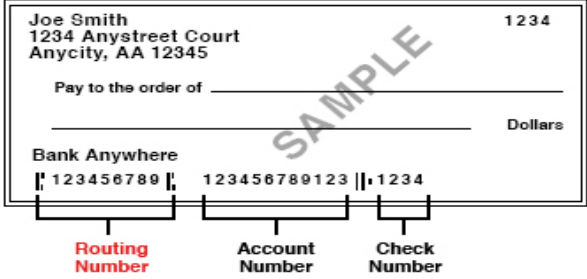 Joe Smith 1234
1234 Anystreet Court
Anycity, AA 12345
SAMPLE
Pay to the order of
Dollars
Bank Anywhere
⑆123456789⑆ 123456789123⑈1234
Routing Account Check
Number Number Number